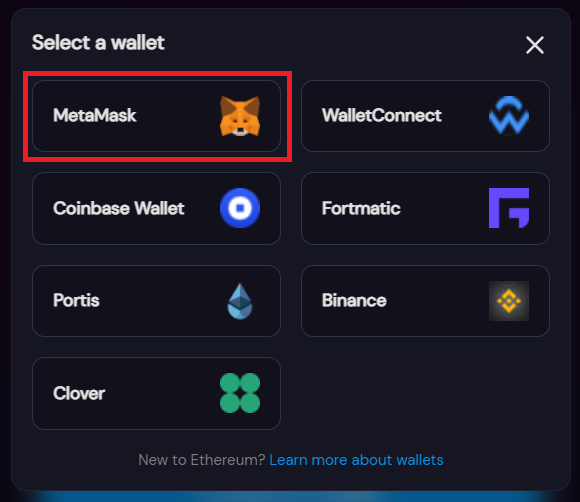 Select a wallet
MetaMask
WalletConnect
Coinbase Wallet
Fortmatic
Portis
Binance
Clover
New to Ethereum? Learn more about wallets